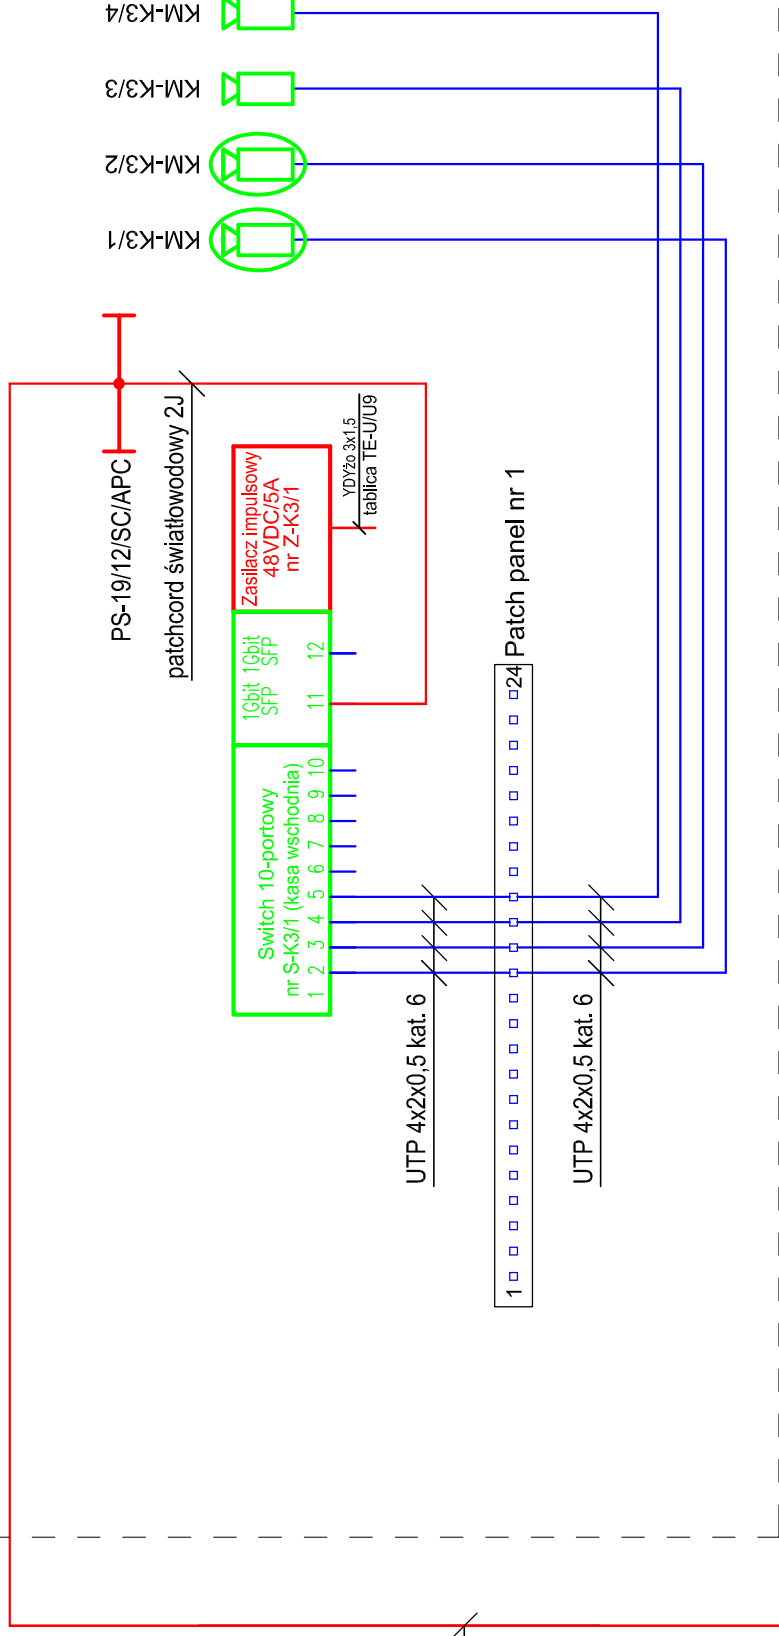 KM-K3/4
KM-K3/3
KM-K3/2
KM-K3/1
PS-19/12/SC/APC
patchcord światłowodowy 2J
Zasilacz impulsowy
48VDC/5A
nr Z-K3/1
YDYżo 3x1,5
tablica TE-U/U9
1Gbit 1Gbit
SFP SFP
11 12
Switch 10-portowy
nr S-K3/1 (kasa wschodnia)
1 2 3 4 5 6 7 8 9 10
UTP 4x2x0,5 kat. 6
1 24 Patch panel nr 1
UTP 4x2x0,5 kat. 6